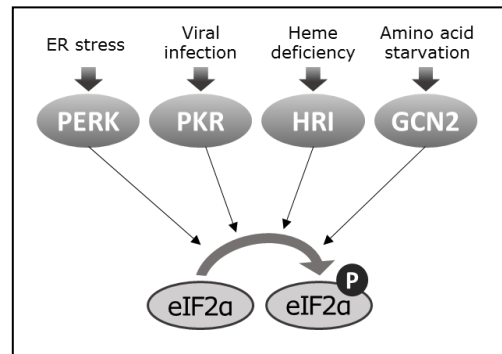 ER stress
Viral
infection
Heme
deficiency
Amino acid
starvation
PERK
PKR
HRI
GCN2
P
eIF2α
eIF2α